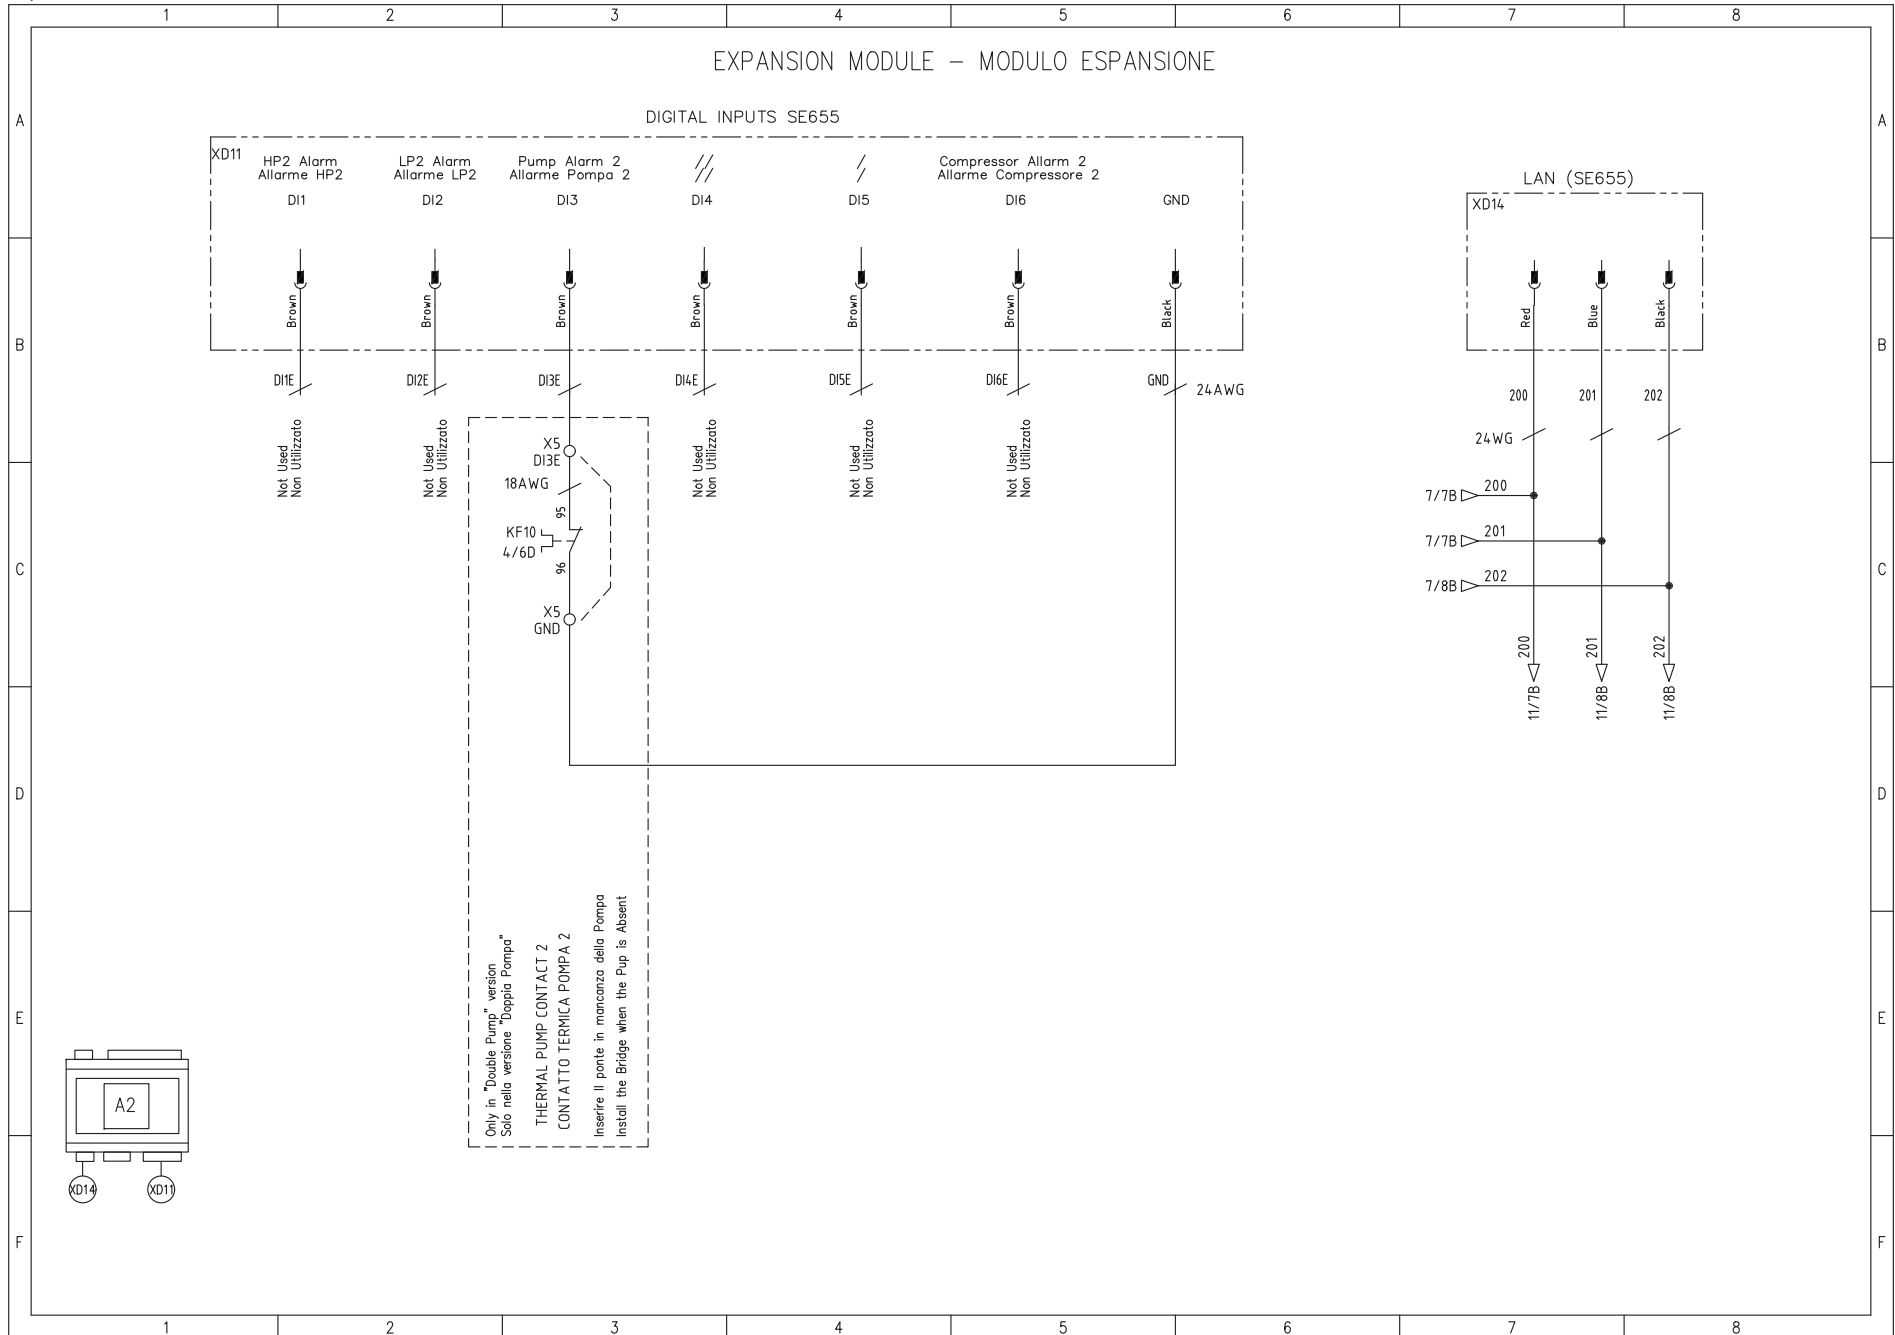 1 2 3 4 5 6 7 8
EXPANSION MODULE – MODULO ESPANSIONE
A
A
DIGITAL INPUTS SE655
XD11
HP2 Alarm
Allarme HP2
DI1
LP2 Alarm
Allarme LP2
DI2
Pump Alarm 2
Allarme Pompa 2
DI3
//
//
DI4
/
/
DI5
Compressor Allarm 2
Allarme Compressore 2
DI6
GND
LAN (SE655)
XD14
Brown
Brown
Brown
Brown
Brown
Brown
Black
Red
Blue
Black
B
B
DI1E
DI2E
DI3E
DI4E
DI5E
DI6E
GND
24AWG
200
201
202
24WG
Not Used
Non Utilizzato
Not Used
Non Utilizzato
Not Used
Non Utilizzato
Not Used
Non Utilizzato
Not Used
Non Utilizzato
X5
DI3E
18AWG
95
KF10
4/6D
96
X5
GND
7/7B
200
7/7B
201
7/8B
202
C
C
200
201
202
11/7B
11/8B
11/8B
D
D
Only in "Double Pump" version
Solo nella versione "Doppia Pompa"
THERMAL PUMP CONTACT 2
CONTATTO TERMICA POMPA 2
Inserire Il ponte in mancanza della Pompa
Install the Bridge when the Pup is Absent
E
E
A2
XD14
XD11
F
F
1 2 3 4 5 6 7 8